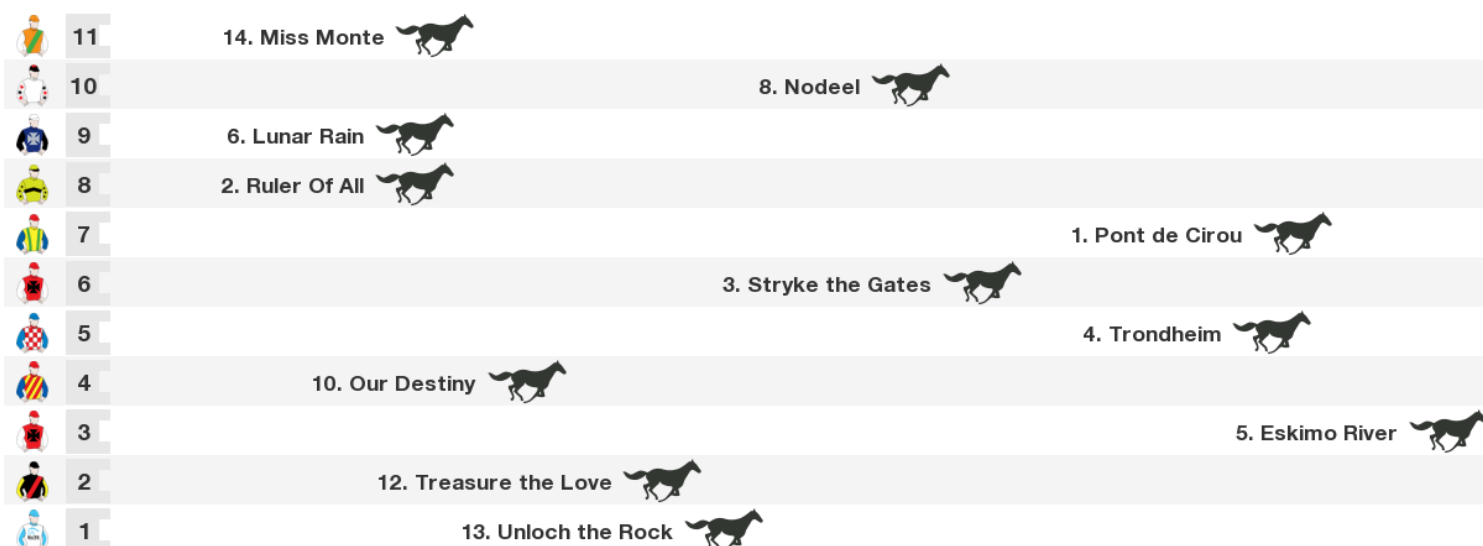 11 14. Miss Monte
10 8. Nodeel
9 6. Lunar Rain
8 2. Ruler Of All
7 1. Pont de Cirou
6 3. Stryke the Gates
5 4. Trondheim
4 10. Our Destiny
3 5. Eskimo River
2 12. Treasure the Love
1 13. Unloch the Rock